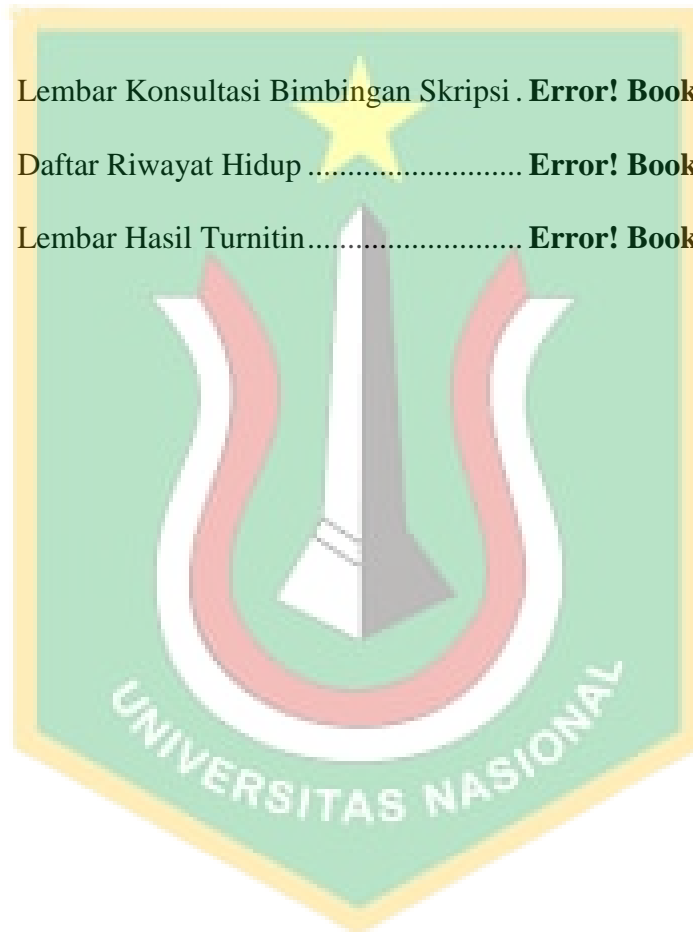 Lembar Konsultasi Bimbingan Skripsi . Error! Book
Daftar Riwayat Hidup ........................ Error! Book
Lembar Hasil Turnitin........................ Error! Book
UNIVERSITAS NASIONAL